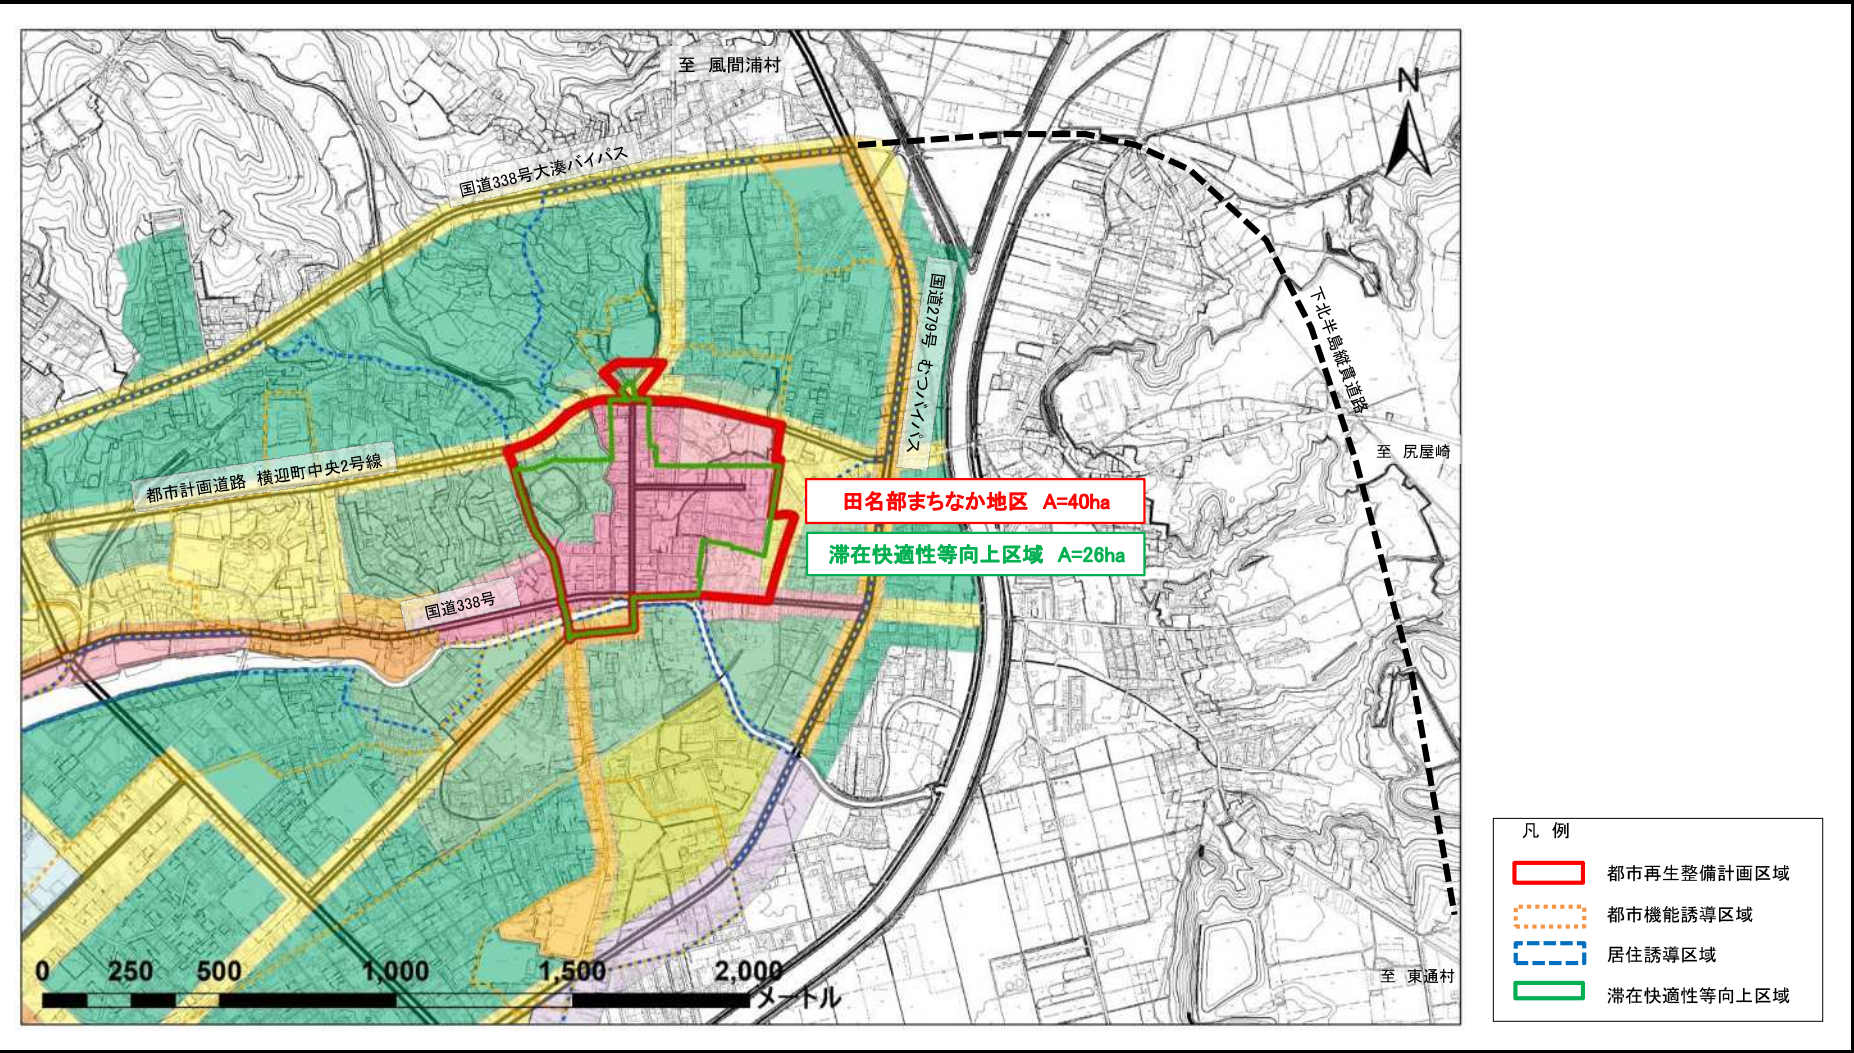 至 風間浦村
N
国道338号大湊バイパス
国道279号 むつバイパス
下北半島縦貫道路
都市計画道路 横迎町中央2号線
至 尻屋崎
田名部まちなか地区 A=40ha
滞在快適性等向上区域 A=26ha
国道338号
至 東通村
0 250 500 1,000 1,500 2,000
メートル
凡 例
都市再生整備計画区域
都市機能誘導区域
居住誘導区域
滞在快適性等向上区域